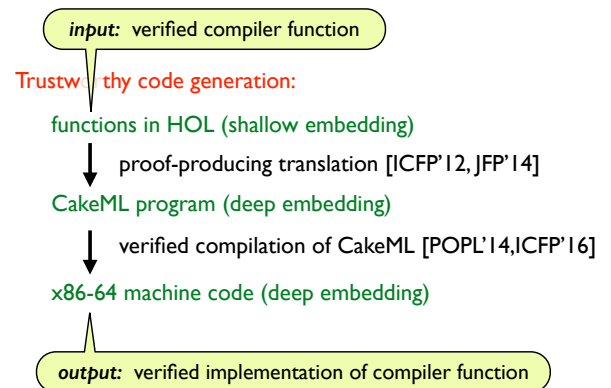 input: verified compiler function
Trustworthy code generation:
functions in HOL (shallow embedding)
proof-producing translation [ICFP'12, JFP'14]
CakeML program (deep embedding)
verified compilation of CakeML [POPL'14,ICFP'16]
x86-64 machine code (deep embedding)
output: verified implementation of compiler function